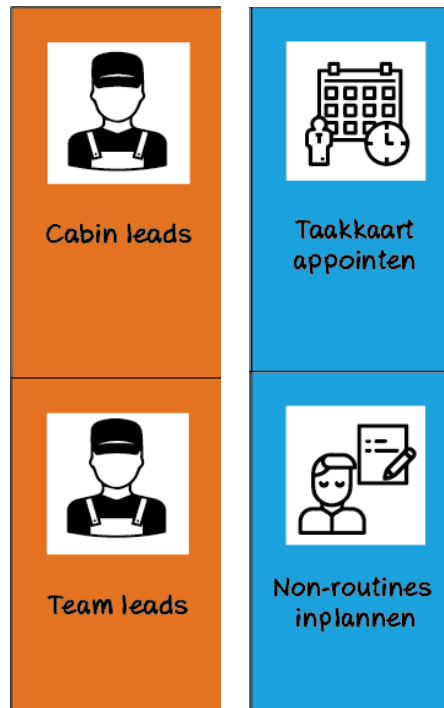 Cabin leads
Taakkaart
appointen
Team leads
Non-routines
inplannen